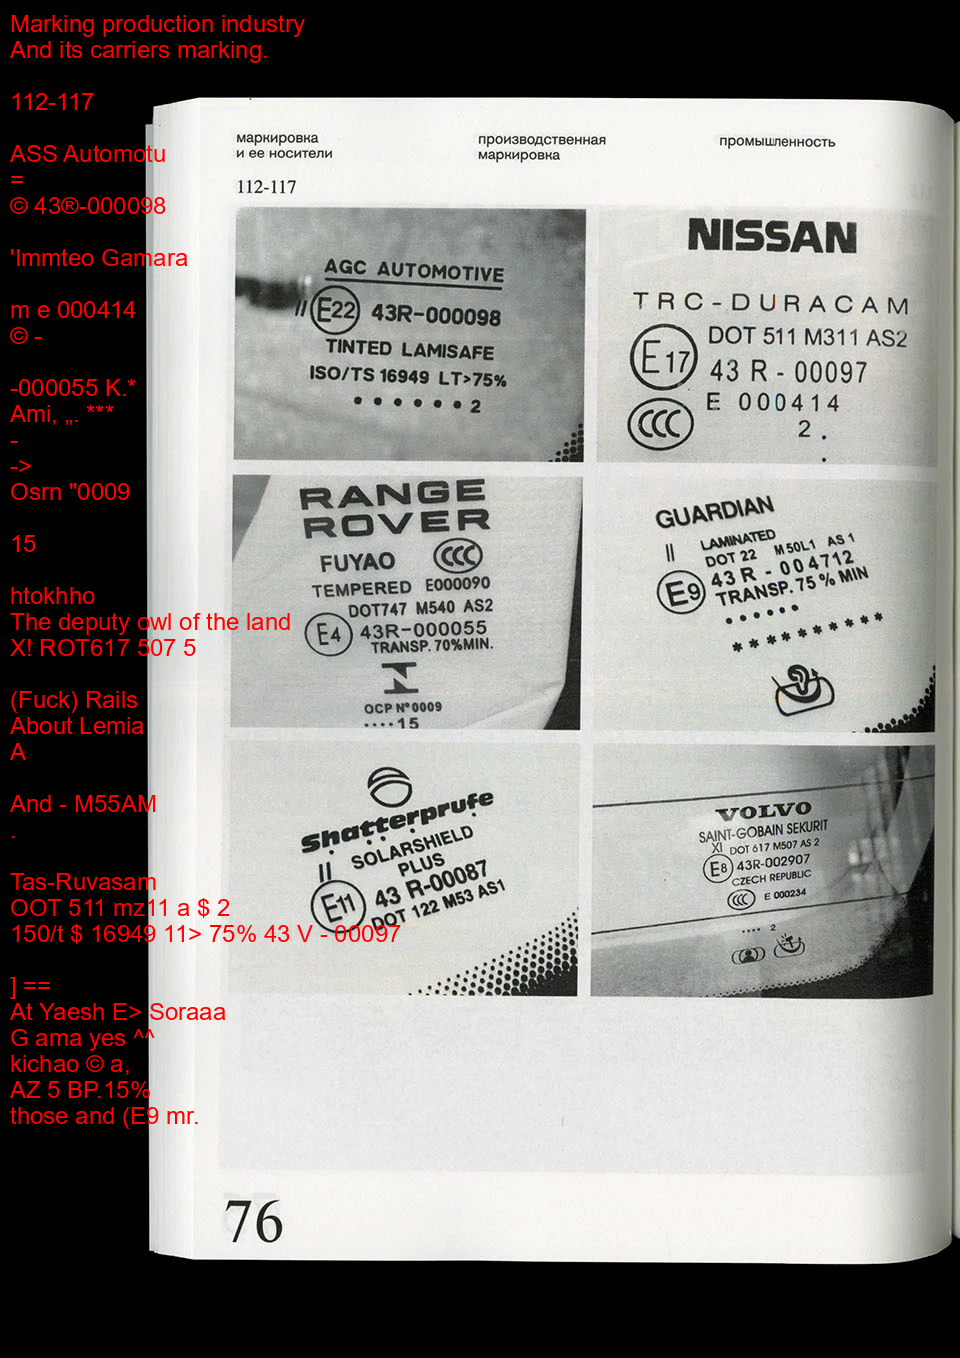 Marking production industry
And its carriers marking.
112-117
ASS Automotu
=
© 43®-000098
'Immteo Gamara
m e 000414
© -
-000055 K.*
Ami, „. ***
-
->
Osrn "0009
15
htokhho
The deputy owl of the land
X! ROT617 507 5
(Fuck) Rails
About Lemia
A
And - M55AM
.
Tas-Ruvasam
OOT 511 mz11 a $ 2
150/t $ 16949 11> 75% 43 V - 00097
] ==
At Yaesh E> Soraaa
G ama yes ^^
kichao © a,
AZ 5 BP.15%
those and (E9 mr.
маркировка
и ее носители
производственная
маркировка
промышленность
112-117
AGC AUTOMOTIVE
II E22 43R-000098
TINTED LAMISAFE
ISO/TS 16949 LT>75%
• • • • • • • 2
NISSAN
TRC-DURACAM
DOT 511 M311 AS2
E17 43 R - 00097
CCC E 000414
2 .
.
RANGE
ROVER
FUYAO CCC
TEMPERED E000090
DOT747 M540 AS2
E4 43R-000055
TRANSP. 70%MIN.
OCP N°0009
····15
GUARDIAN
II LAMINATED
DOT 22 M50L1 AS1
E9 43 R - 004712
TRANSP. 75% MIN
• • • • • •
* * * * * * * * * *
Shatterprufe
II SOLARSHIELD
PLUS
E11 43 R-00087
DOT 122 M53 AS1
VOLVO
SAINT-GOBAIN SEKURIT
XI DOT 617 M507 AS 2
E8 43R-002907
CZECH REPUBLIC
CCC E 000234
.... 2
76